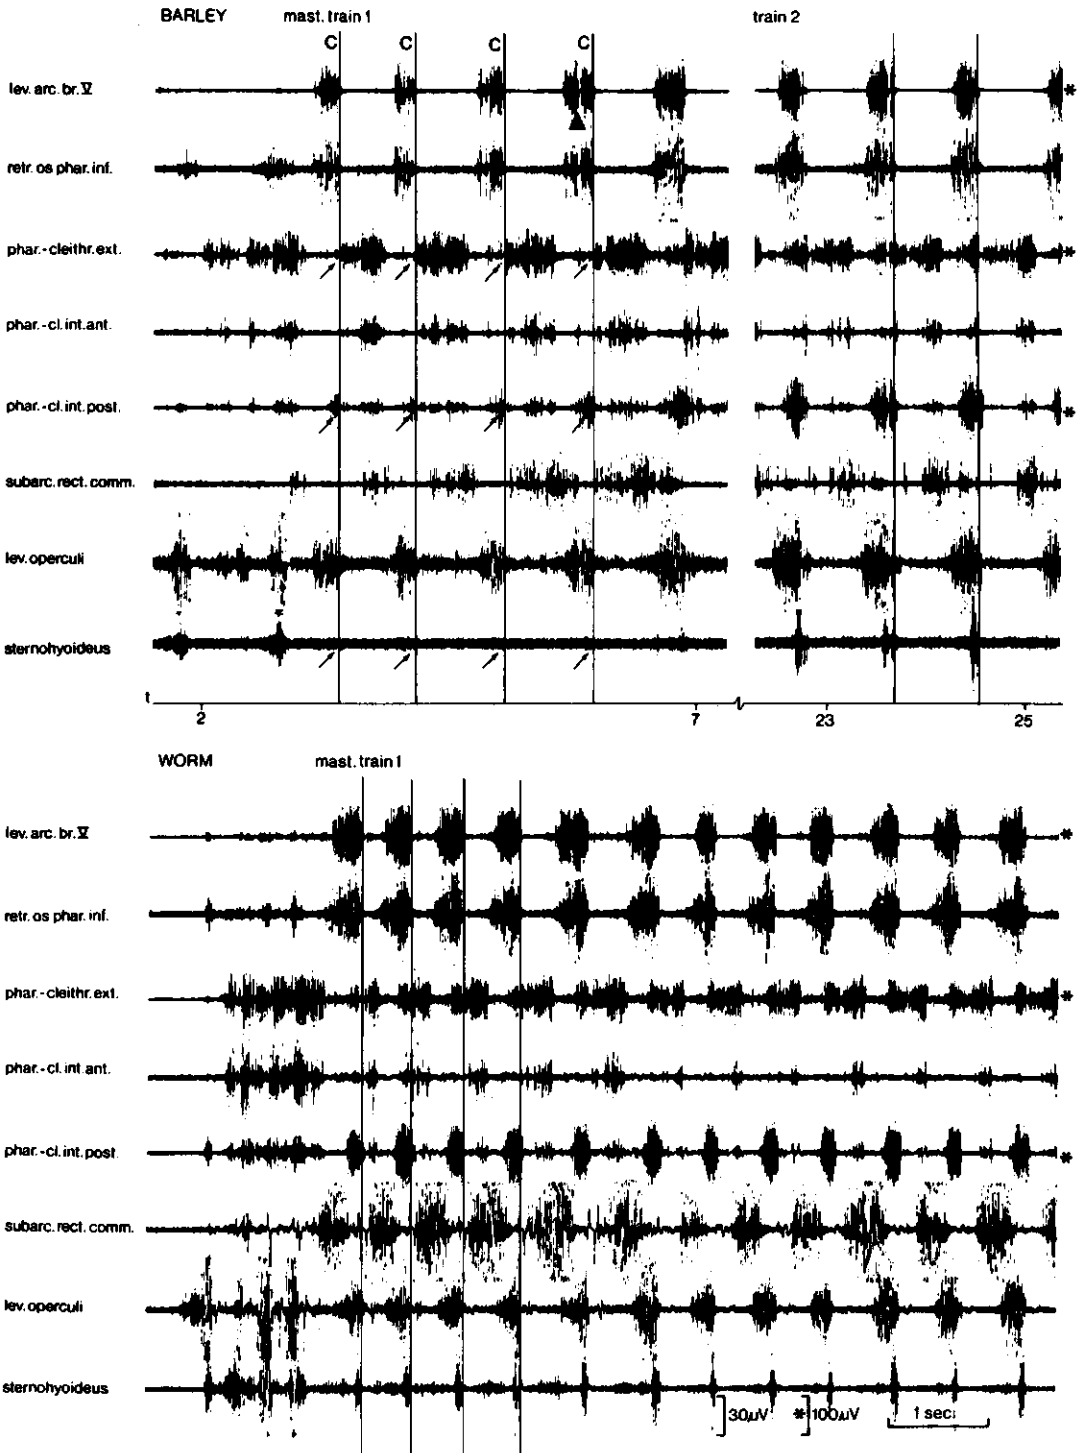 BARLEY mast. train 1 train 2
C C C C
lev. arc. br. V *
retr. os phar. inf.
phar.-cleithr. ext. *
phar.-cl. int. ant.
phar.-cl. int. post. *
subarc. rect. comm.
lev. operculi
sternohyoideus
t
2 7 23 25
WORM mast. train 1
lev. arc. br. V *
retr. os phar. inf.
phar.-cleithr. ext. *
phar.-cl. int. ant.
phar.-cl. int. post. *
subarc. rect. comm.
lev. operculi
sternohyoideus
30µV * 100µV 1 sec.